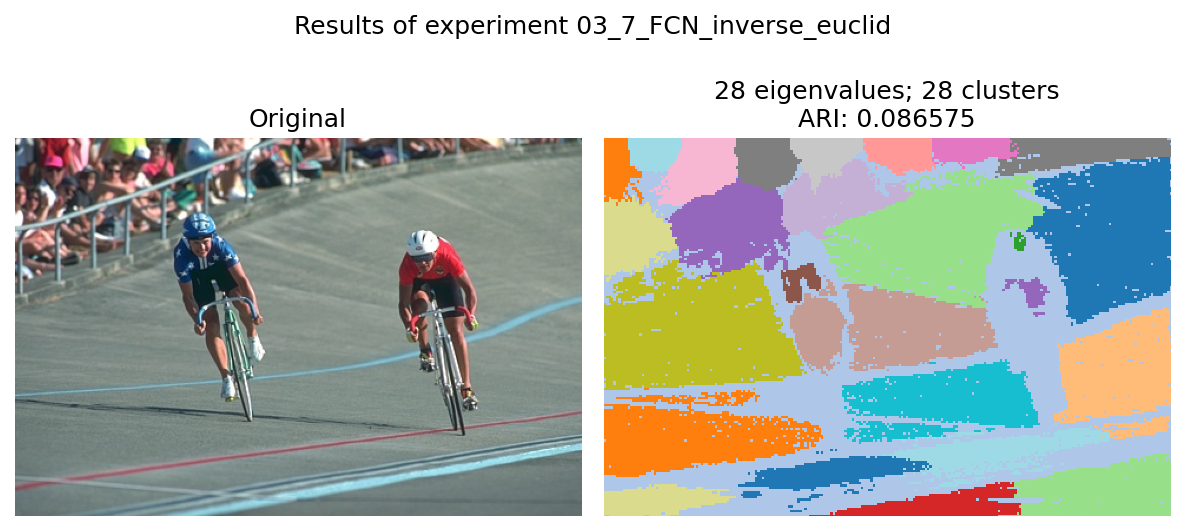 Results of experiment 03_7_FCN_inverse_euclid
Original
28 eigenvalues; 28 clusters
ARI: 0.086575